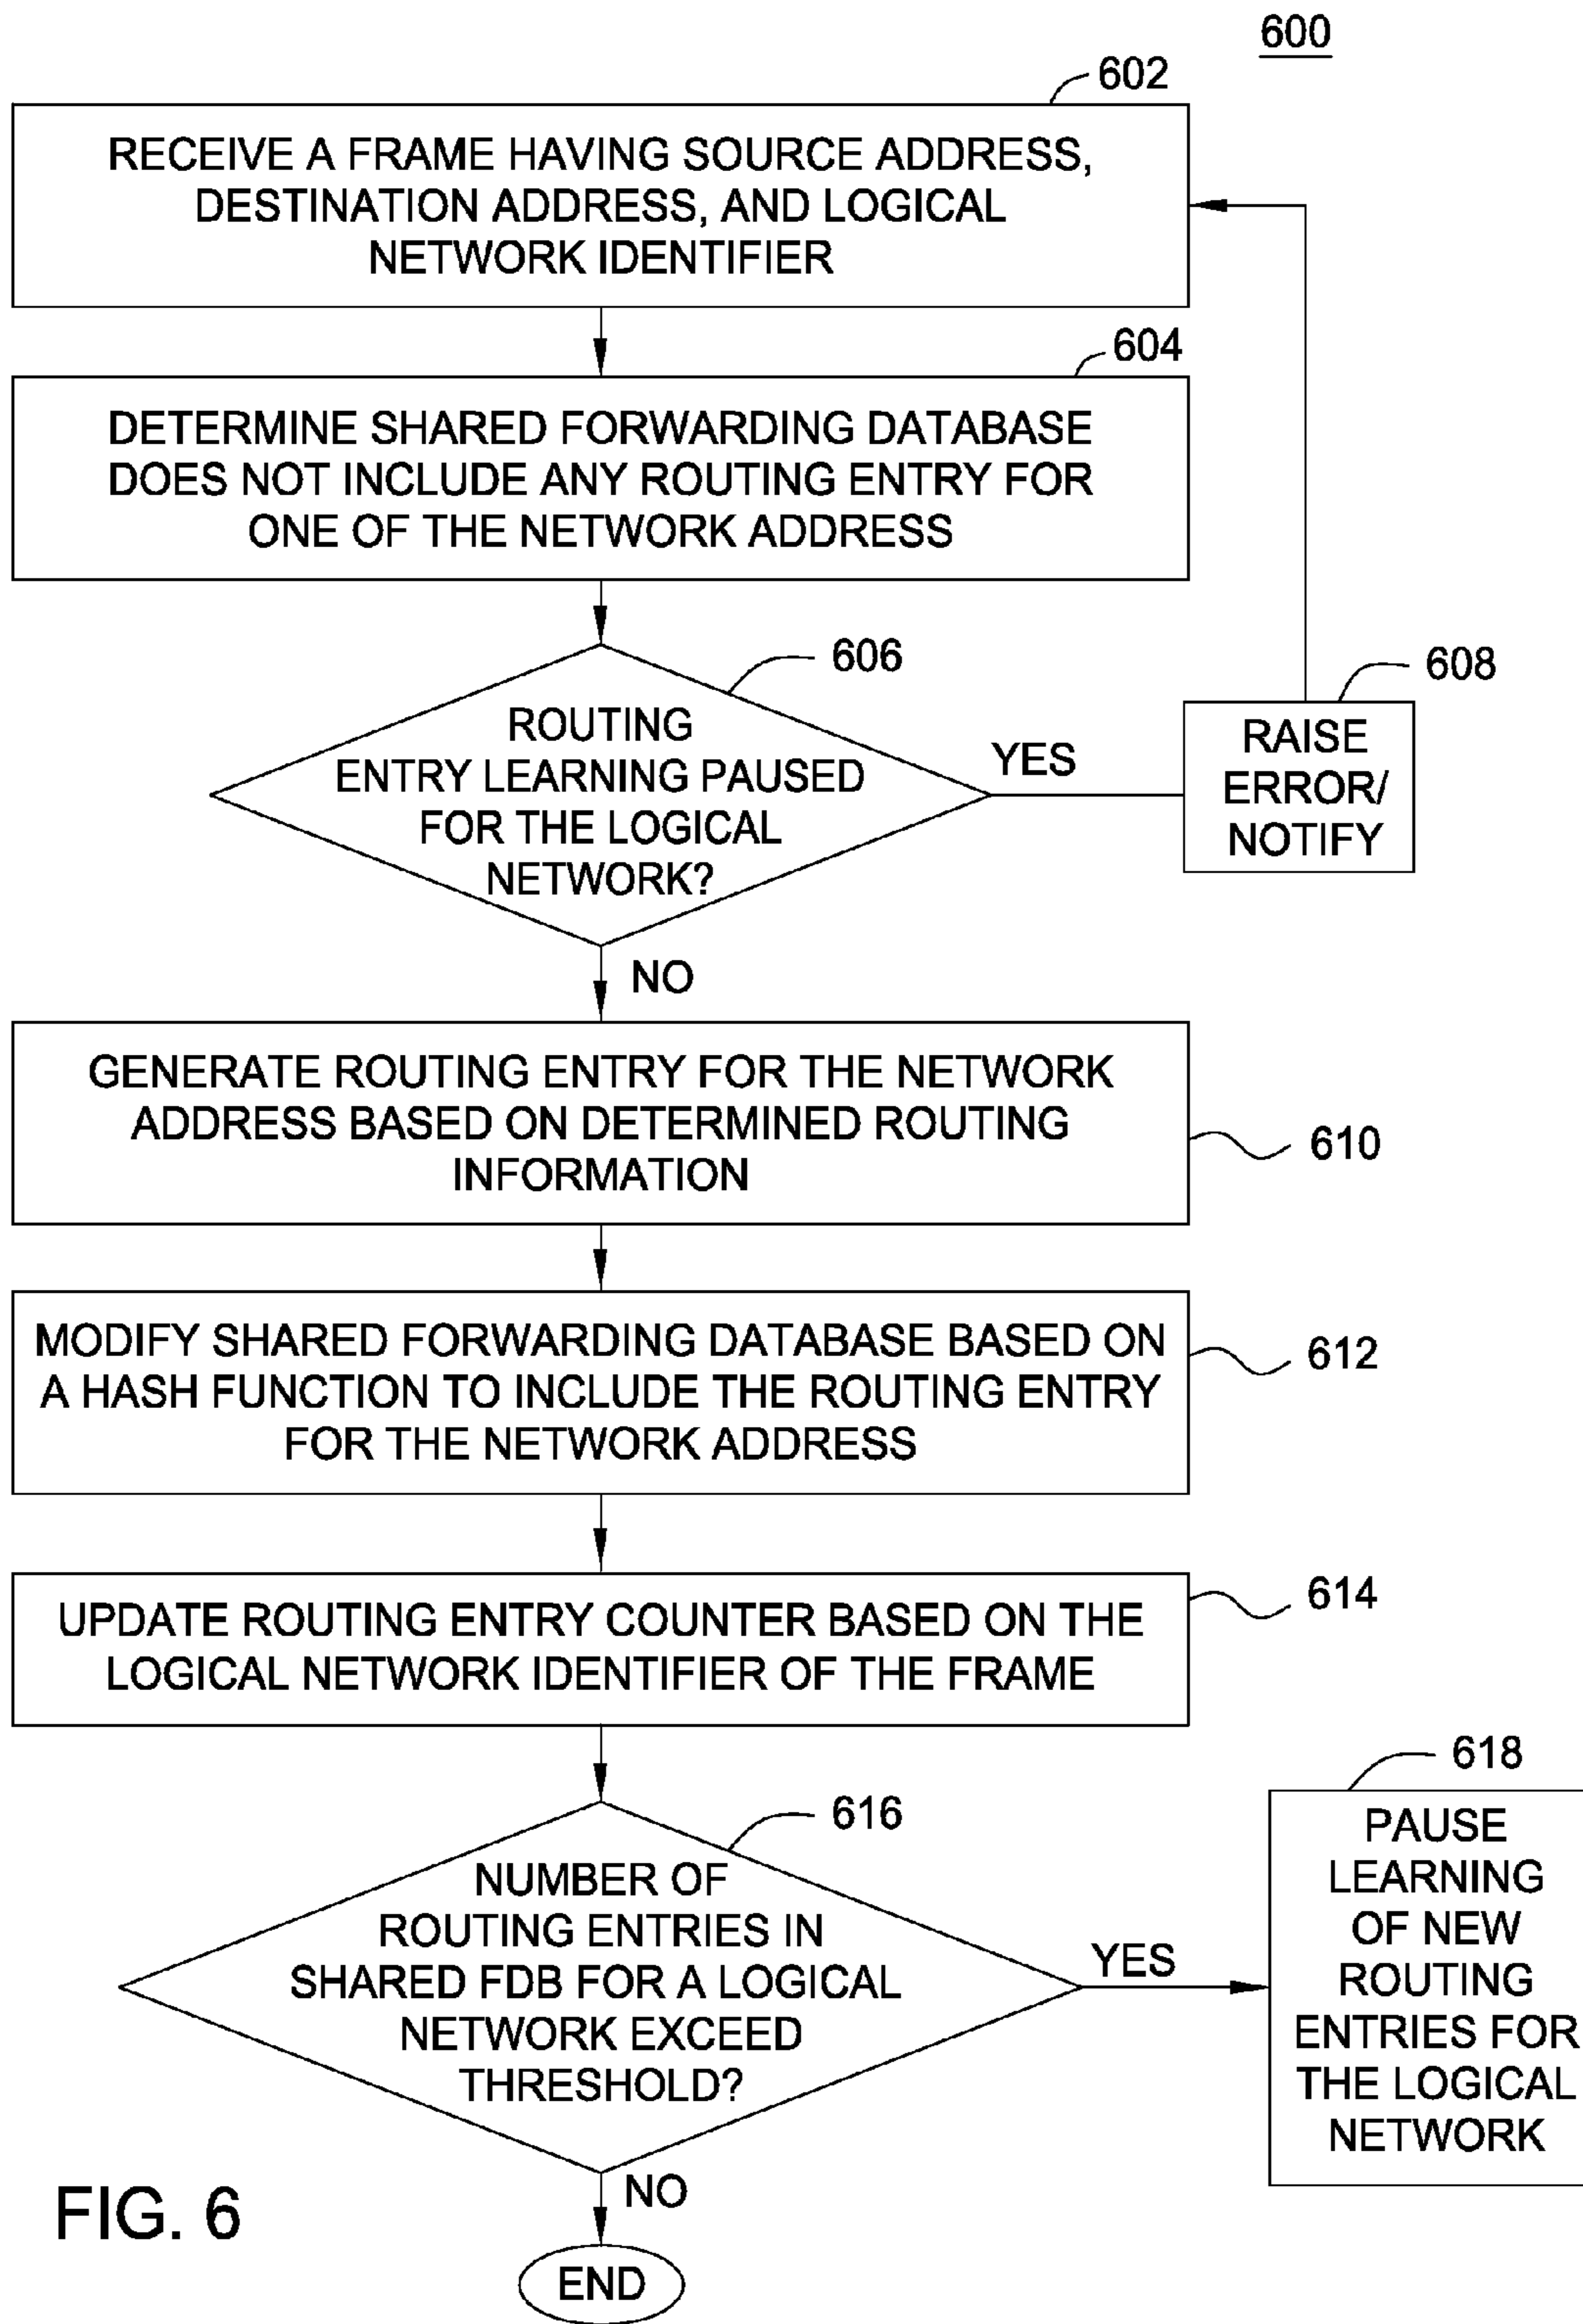 600
602
RECEIVE A FRAME HAVING SOURCE ADDRESS,
DESTINATION ADDRESS, AND LOGICAL
NETWORK IDENTIFIER
604
DETERMINE SHARED FORWARDING DATABASE
DOES NOT INCLUDE ANY ROUTING ENTRY FOR
ONE OF THE NETWORK ADDRESS
606
ROUTING
ENTRY LEARNING PAUSED
FOR THE LOGICAL
NETWORK?
YES
608
RAISE
ERROR/
NOTIFY
NO
GENERATE ROUTING ENTRY FOR THE NETWORK
ADDRESS BASED ON DETERMINED ROUTING
INFORMATION
610
MODIFY SHARED FORWARDING DATABASE BASED ON
A HASH FUNCTION TO INCLUDE THE ROUTING ENTRY
FOR THE NETWORK ADDRESS
612
UPDATE ROUTING ENTRY COUNTER BASED ON THE
LOGICAL NETWORK IDENTIFIER OF THE FRAME
614
616
NUMBER OF
ROUTING ENTRIES IN
SHARED FDB FOR A LOGICAL
NETWORK EXCEED
THRESHOLD?
YES
618
PAUSE
LEARNING
OF NEW
ROUTING
ENTRIES FOR
THE LOGICAL
NETWORK
NO
END
FIG. 6